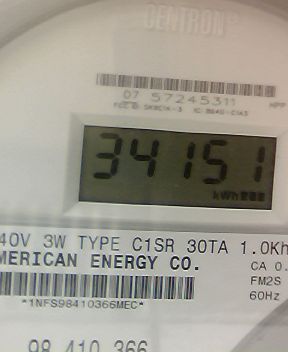 CENTRON®
07 57245311
HPP
34151
kWh
40V 3W TYPE C1SR 30TA 1.0Kh
MERICAN ENERGY CO.
CA 0.
FM2S
60Hz
*1NFS98410366MEC*
98 410 366